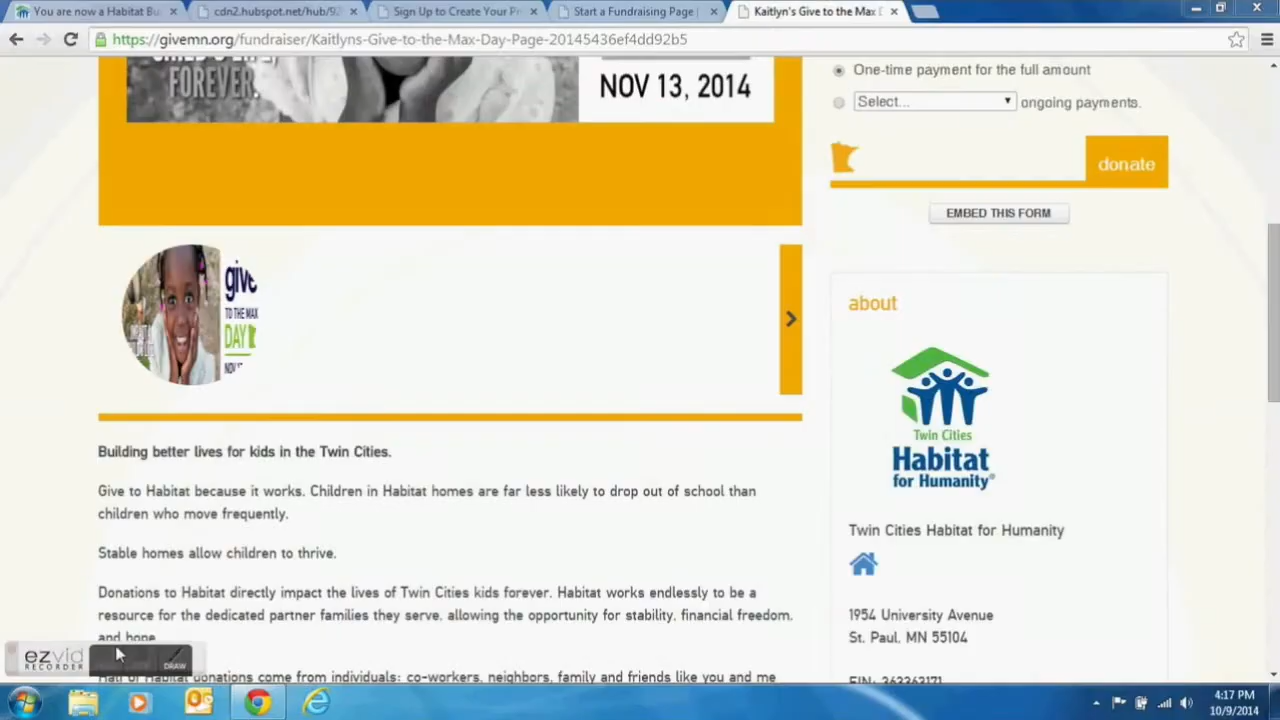 You are now a Habitat Bu
cdn2.hubspot.net/hub/92
Sign Up to Create Your Pr
Start a Fundraising Page
Kaitlyn's Give to the Max D
https://givemn.org/fundraiser/Kaitlyns-Give-to-the-Max-Day-Page-20145436ef4dd92b5
FOREVER.
NOV 13, 2014
One-time payment for the full amount
Select... ongoing payments.
donate
EMBED THIS FORM
give
TO THE MAX
DAY
about
Twin Cities
Habitat
for Humanity®
Building better lives for kids in the Twin Cities.
Give to Habitat because it works. Children in Habitat homes are far less likely to drop out of school than
children who move frequently.
Stable homes allow children to thrive.
Donations to Habitat directly impact the lives of Twin Cities kids forever. Habitat works endlessly to be a
resource for the dedicated partner families they serve, allowing the opportunity for stability, financial freedom,
and hope.
Half of Habitat donations come from individuals: co-workers, neighbors, family and friends like you and me
Twin Cities Habitat for Humanity
1954 University Avenue
St. Paul, MN 55104
EIN: 363363171
ezvid
RECORDER
DRAW
4:17 PM
10/9/2014